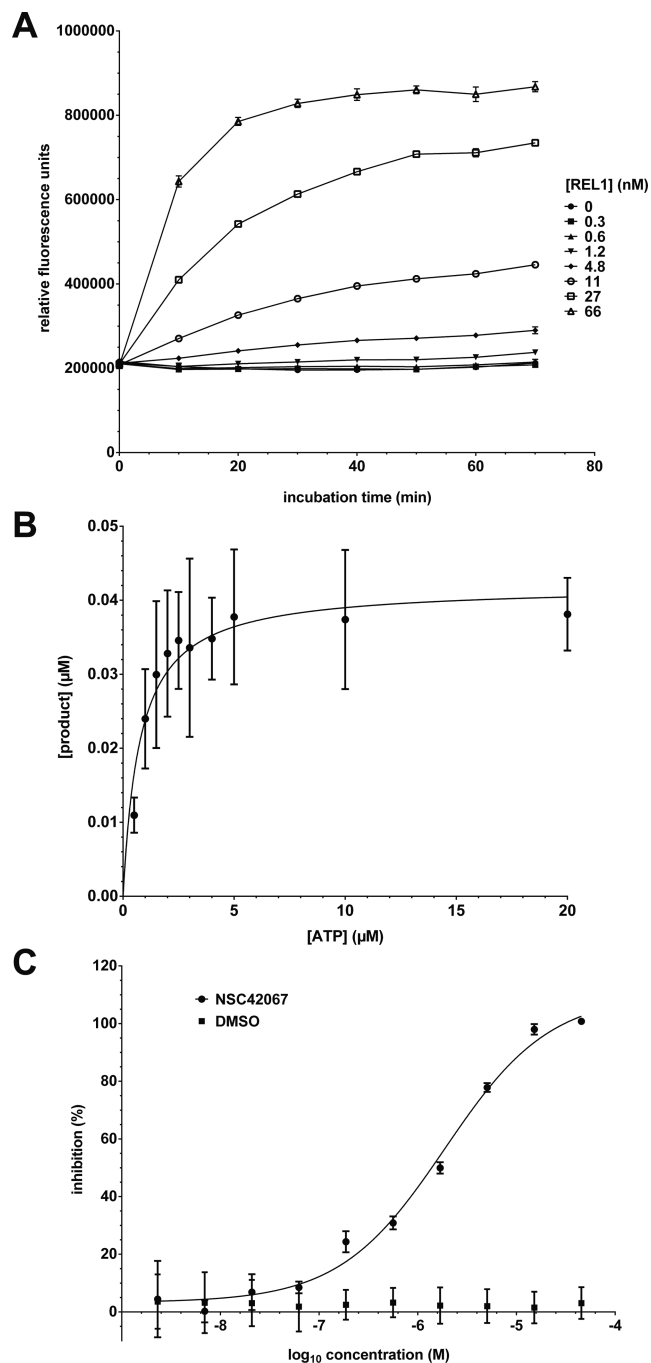 A
1000000
800000
600000
400000
200000
0
relative fluorescence units
0 20 40 60 80
incubation time (min)
[REL1] (nM)
0
0.3
0.6
1.2
4.8
11
27
66
B
0.05
0.04
0.03
0.02
0.01
0.00
[product] (µM)
0 5 10 15 20
[ATP] (µM)
C
120
100
80
60
40
20
0
inhibition (%)
NSC42067
DMSO
-8 -7 -6 -5 -4
log10 concentration (M)